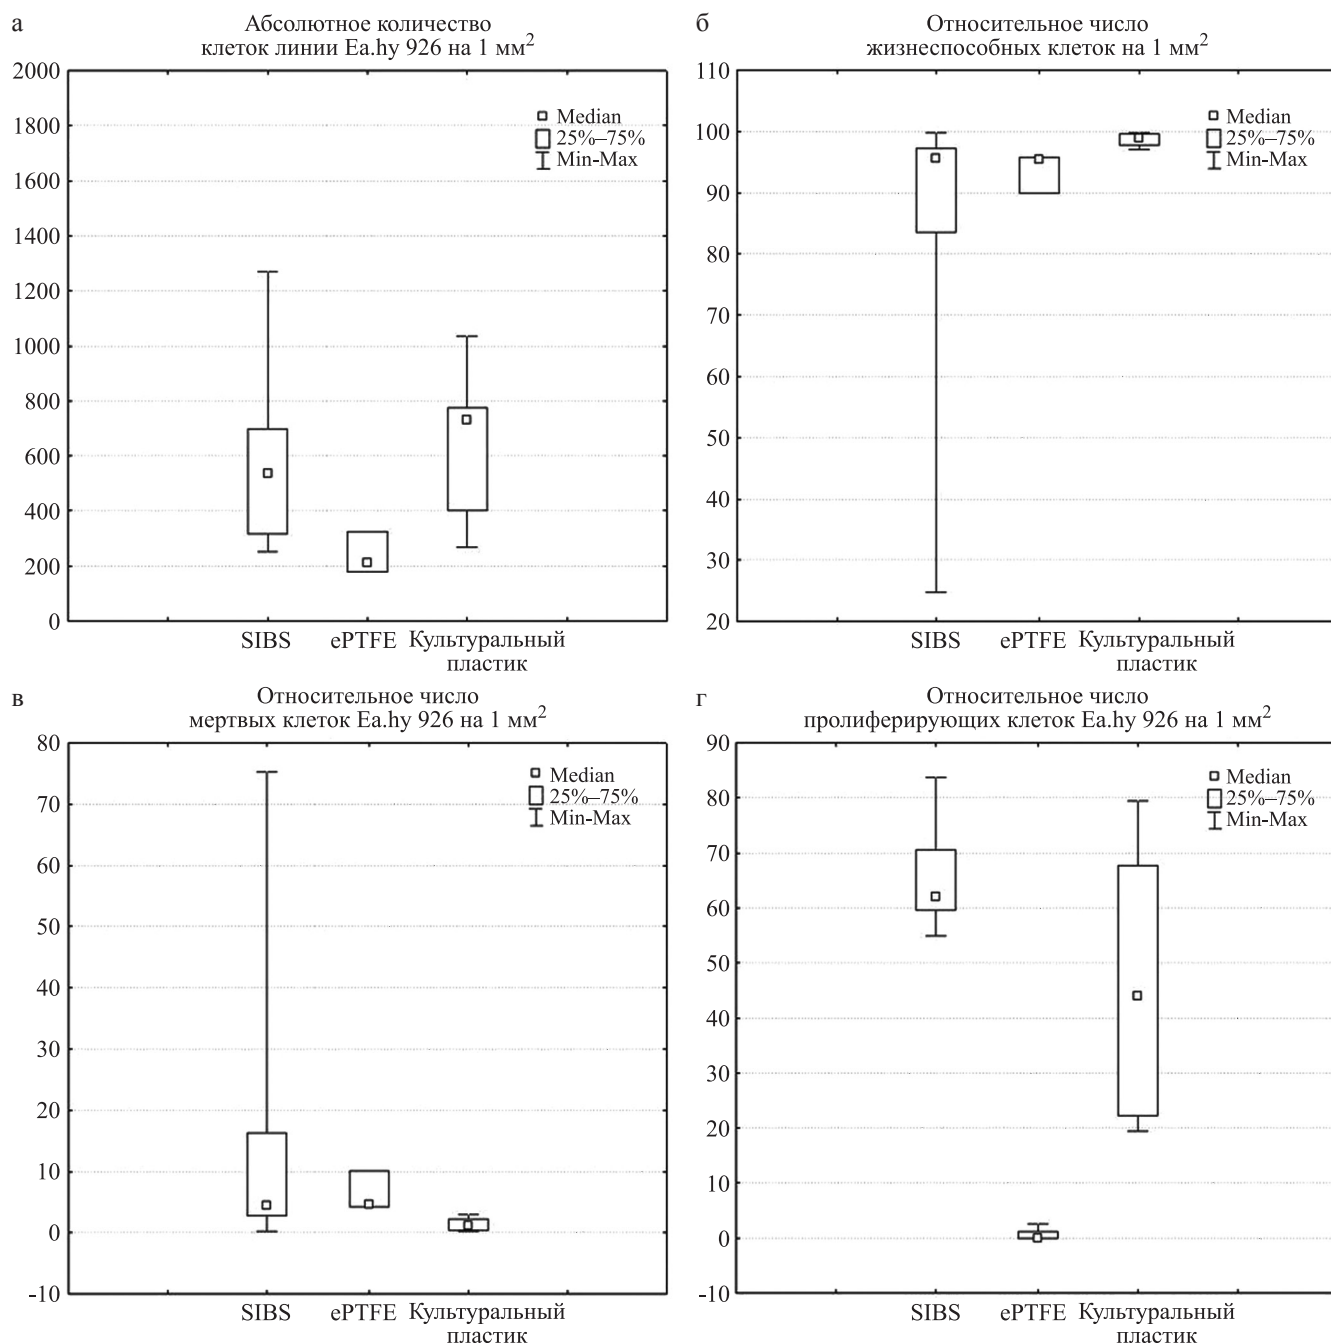 а
Абсолютное количество
клеток линии Ea.hy 926 на 1 мм²
2000
1800
1600
1400
1200
1000
800
600
400
200
0
Median
25%–75%
Min-Max
SIBS
ePTFE
Культуральный
пластик
б
Относительное число
жизнеспособных клеток на 1 мм²
110
100
90
80
70
60
50
40
30
20
Median
25%–75%
Min-Max
SIBS
ePTFE
Культуральный
пластик
в
Относительное число
мертвых клеток Ea.hy 926 на 1 мм²
80
70
60
50
40
30
20
10
0
-10
Median
25%–75%
Min-Max
SIBS
ePTFE
Культуральный
пластик
г
Относительное число
пролиферирующих клеток Ea.hy 926 на 1 мм²
90
80
70
60
50
40
30
20
10
0
-10
Median
25%–75%
Min-Max
SIBS
ePTFE
Культуральный
пластик